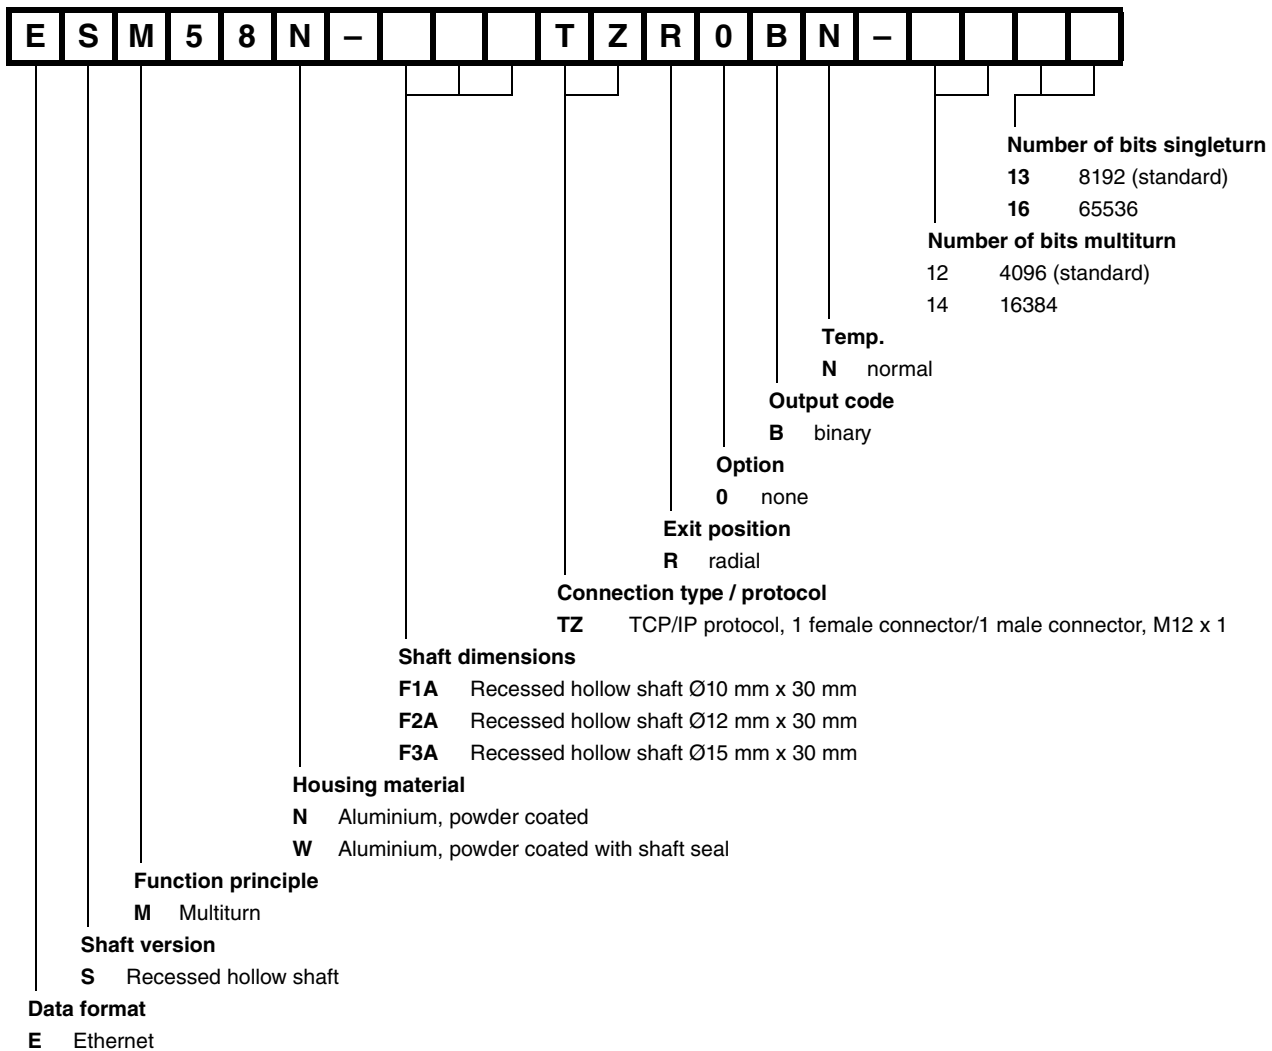 E S M 5 8 N – T Z R 0 B N –
Number of bits singleturn
13 8192 (standard)
16 65536
Number of bits multiturn
12 4096 (standard)
14 16384
Temp.
N normal
Output code
B binary
Option
0 none
Exit position
R radial
Connection type / protocol
TZ TCP/IP protocol, 1 female connector/1 male connector, M12 x 1
Shaft dimensions
F1A Recessed hollow shaft Ø10 mm x 30 mm
F2A Recessed hollow shaft Ø12 mm x 30 mm
F3A Recessed hollow shaft Ø15 mm x 30 mm
Housing material
N Aluminium, powder coated
W Aluminium, powder coated with shaft seal
Function principle
M Multiturn
Shaft version
S Recessed hollow shaft
Data format
E Ethernet